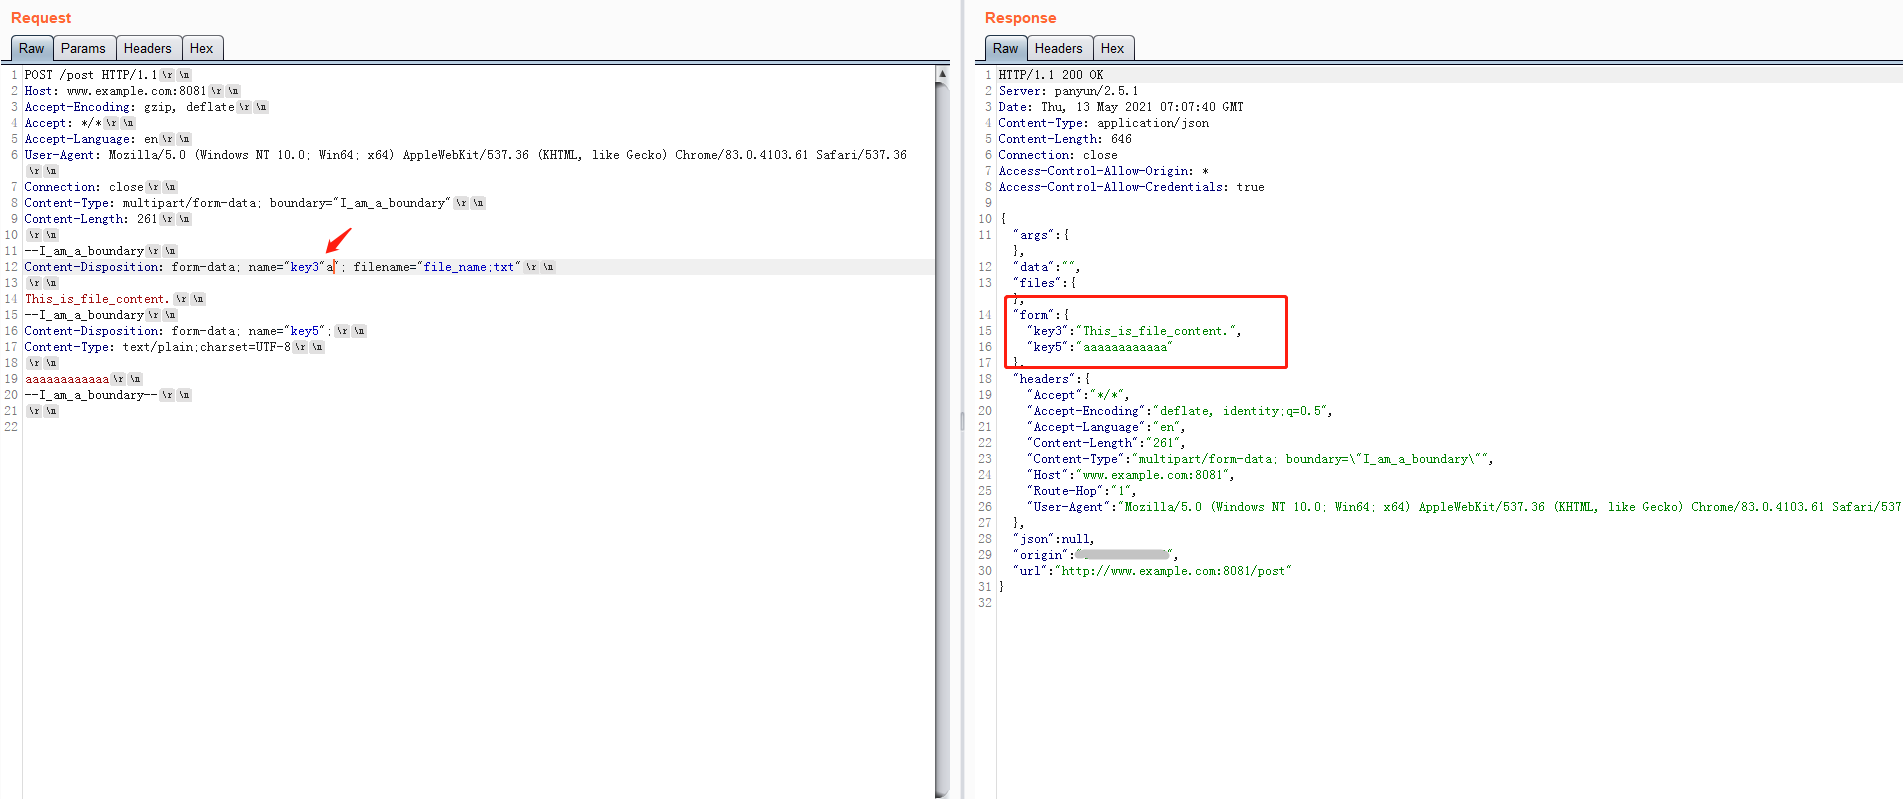 Request
Raw Params Headers Hex
1 POST /post HTTP/1.1 \r \n
2 Host: www.example.com:8081 \r \n
3 Accept-Encoding: gzip, deflate \r \n
4 Accept: */* \r \n
5 Accept-Language: en \r \n
6 User-Agent: Mozilla/5.0 (Windows NT 10.0; Win64; x64) AppleWebKit/537.36 (KHTML, like Gecko) Chrome/83.0.4103.61 Safari/537.36
\r \n
7 Connection: close \r \n
8 Content-Type: multipart/form-data; boundary="I_am_a_boundary" \r \n
9 Content-Length: 261 \r \n
10 \r \n
11 --I_am_a_boundary \r \n
12 Content-Disposition: form-data; name="key3"a"; filename="file_name;txt" \r \n
13 \r \n
14 This_is_file_content. \r \n
15 --I_am_a_boundary \r \n
16 Content-Disposition: form-data; name="key5"; \r \n
17 Content-Type: text/plain;charset=UTF-8 \r \n
18 \r \n
19 aaaaaaaaaaaa \r \n
20 --I_am_a_boundary-- \r \n
21 \r \n
22
Response
Raw Headers Hex
1 HTTP/1.1 200 OK
2 Server: panyun/2.5.1
3 Date: Thu, 13 May 2021 07:07:40 GMT
4 Content-Type: application/json
5 Content-Length: 646
6 Connection: close
7 Access-Control-Allow-Origin: *
8 Access-Control-Allow-Credentials: true
9
10 {
11 "args":{
},
12 "data":"",
13 "files":{
},
14 "form":{
15 "key3":"This_is_file_content.",
16 "key5":"aaaaaaaaaaaa"
17 },
18 "headers":{
19 "Accept":"*/*",
20 "Accept-Encoding":"deflate, identity;q=0.5",
21 "Accept-Language":"en",
22 "Content-Length":"261",
23 "Content-Type":"multipart/form-data; boundary=\"I_am_a_boundary\"",
24 "Host":"www.example.com:8081",
25 "Route-Hop":"1",
26 "User-Agent":"Mozilla/5.0 (Windows NT 10.0; Win64; x64) AppleWebKit/537.36 (KHTML, like Gecko) Chrome/83.0.4103.61 Safari/537
27 },
28 "json":null,
29 "origin":" ",
30 "url":"http://www.example.com:8081/post"
31 }
32